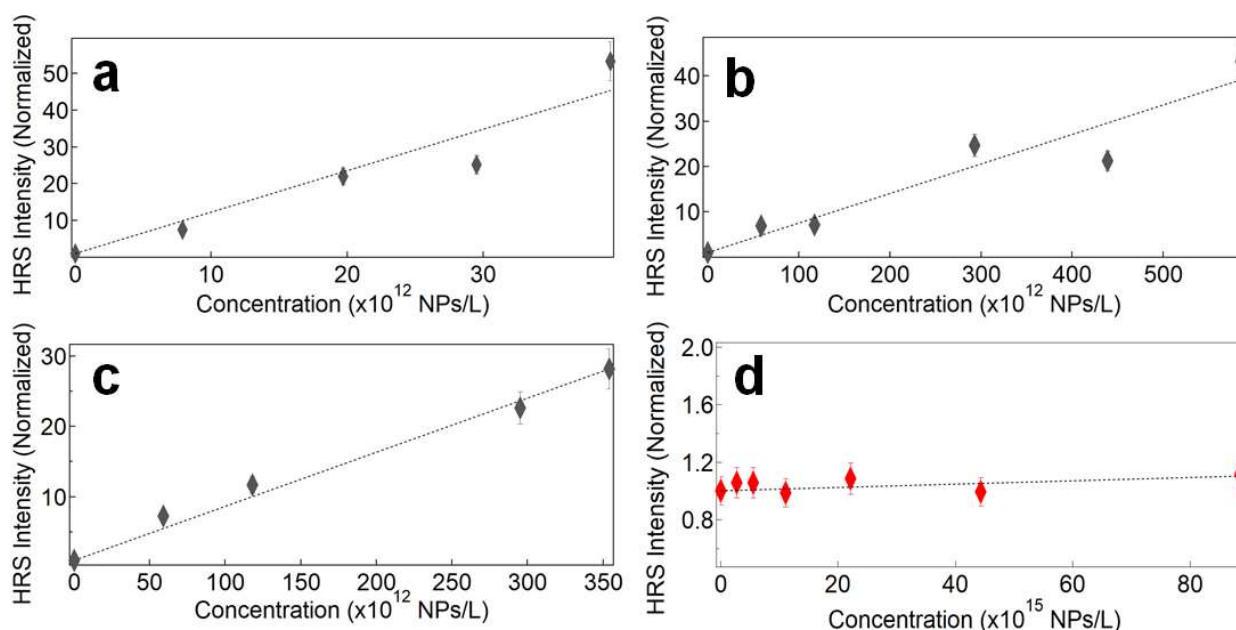 a
50
40
30
20
10
HRS Intensity (Normalized)
0 10 20 30
Concentration (x10¹² NPs/L)
b
40
30
20
10
HRS Intensity (Normalized)
0 100 200 300 400 500
Concentration (x10¹² NPs/L)
c
30
20
10
HRS Intensity (Normalized)
0 50 100 150 200 250 300 350
Concentration (x10¹² NPs/L)
d
2.0
1.6
1.2
0.8
HRS Intensity (Normalized)
0 20 40 60 80
Concentration (x10¹⁵ NPs/L)